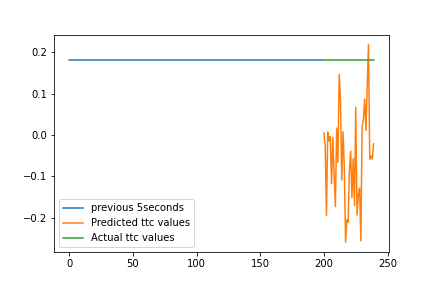 0.2
0.1
0.0
−0.1
−0.2
previous 5seconds
Predicted ttc values
Actual ttc values
0 50 100 150 200 250